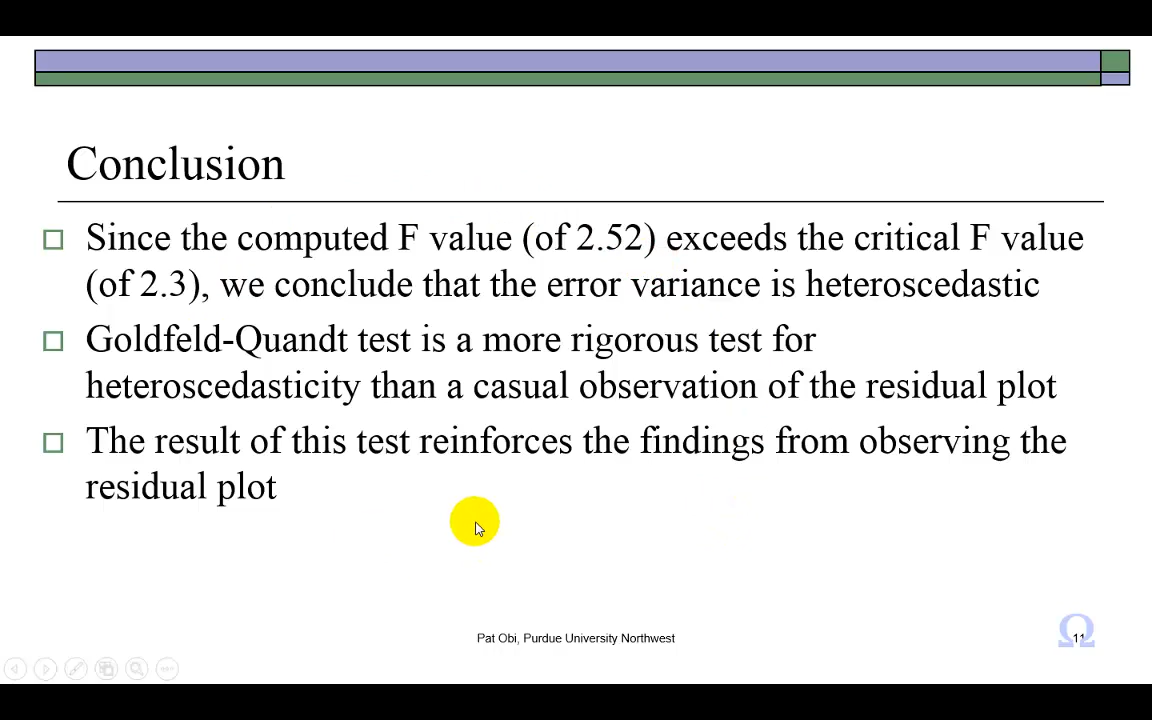 Conclusion
Since the computed F value (of 2.52) exceeds the critical F value
(of 2.3), we conclude that the error variance is heteroscedastic
Goldfeld-Quandt test is a more rigorous test for
heteroscedasticity than a casual observation of the residual plot
The result of this test reinforces the findings from observing the
residual plot
Pat Obi, Purdue University Northwest
Ω
11